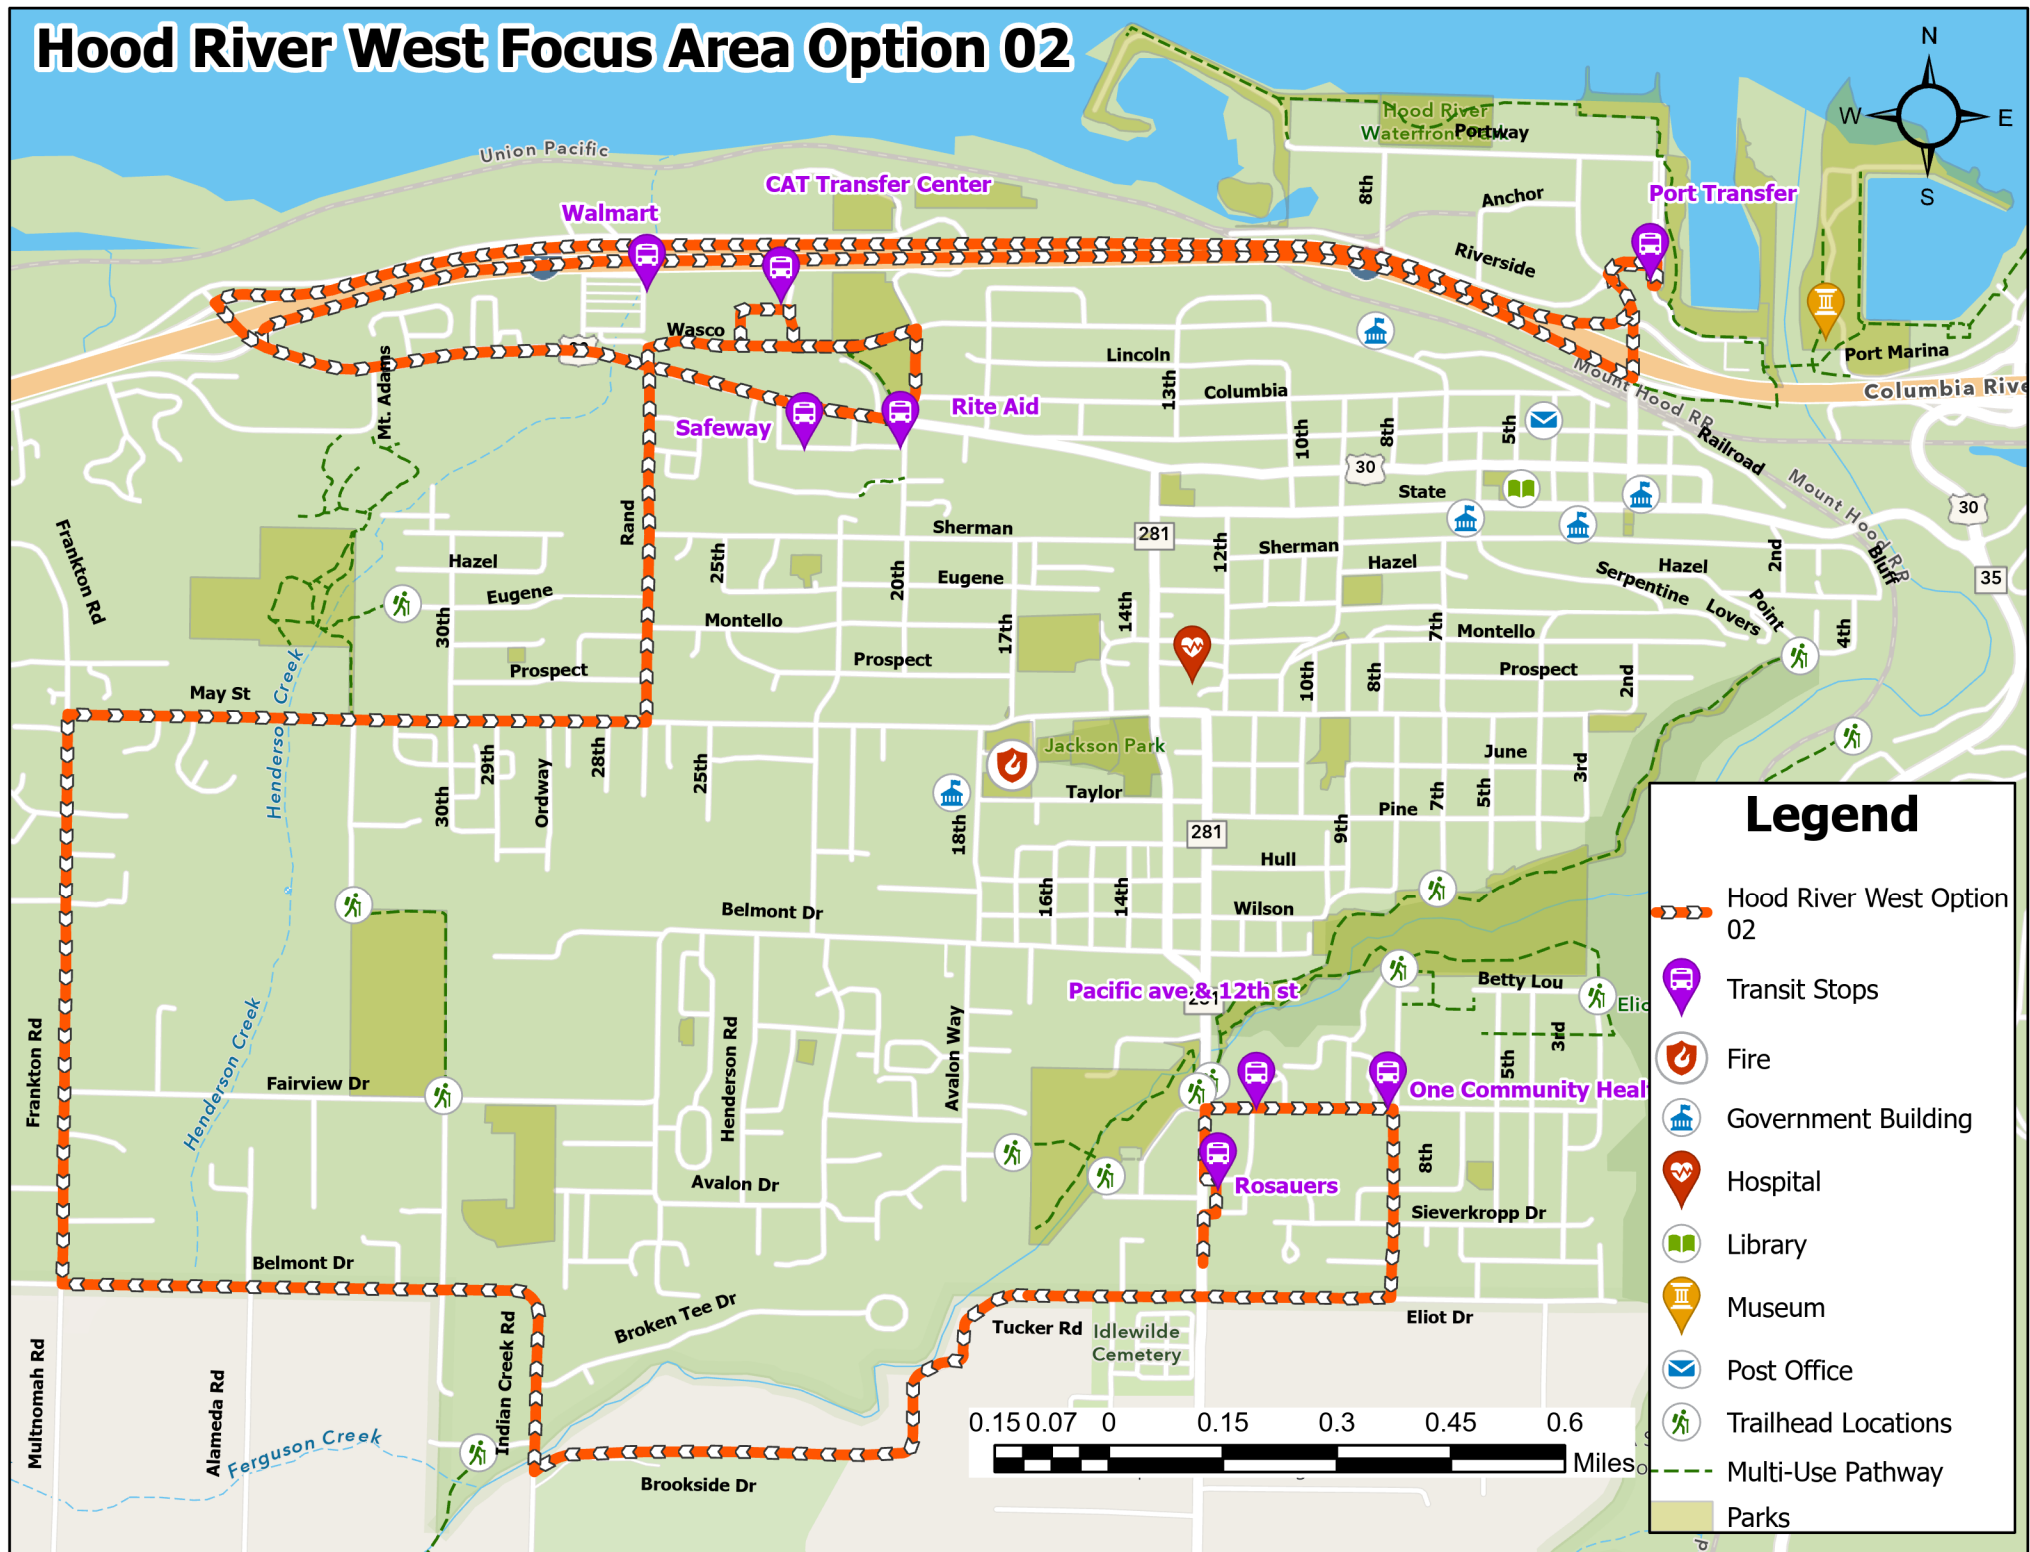 Hood River West Focus Area Option 02
N
W
E
S
Union Pacific
Hood River
Waterfront Park
Portway
CAT Transfer Center
Walmart
8th
Anchor
Port Transfer
Riverside
Wasco
Lincoln
Port Marina
Mt. Adams
13th
Columbia
Mount Hood RR
Columbia Rive
Rite Aid
Safeway
10th
8th
5th
Railroad
30
State
Mount Hood RR
30
Frankton Rd
Rand
Sherman
281
12th
Sherman
Hazel
25th
Hazel
Hazel
2nd
Bluff
35
Eugene
20th
Eugene
Serpentine
Lovers
Point
30th
Montello
17th
14th
7th
Montello
4th
Henderson Creek
Prospect
Prospect
10th
8th
Prospect
2nd
May St
29th
28th
25th
Jackson Park
June
3rd
30th
Ordway
Taylor
7th
5th
Pine
18th
281
9th
Hull
16th
14th
Belmont Dr
Wilson
Pacific ave & 12th st
281
Betty Lou
Elio
Frankton Rd
Henderson Creek
Henderson Rd
Avalon Way
3rd
5th
Fairview Dr
One Community Heal
8th
Avalon Dr
Rosauers
Sieverkropp Dr
Belmont Dr
Broken Tee Dr
Tucker Rd
Idlewilde
Cemetery
Eliot Dr
Multnomah Rd
Alameda Rd
Indian Creek Rd
Ferguson Creek
Brookside Dr
0.15 0.07 0 0.15 0.3 0.45 0.6
Miles
Legend
Hood River West Option
02
Transit Stops
Fire
Government Building
Hospital
Library
Museum
Post Office
Trailhead Locations
Multi-Use Pathway
Parks